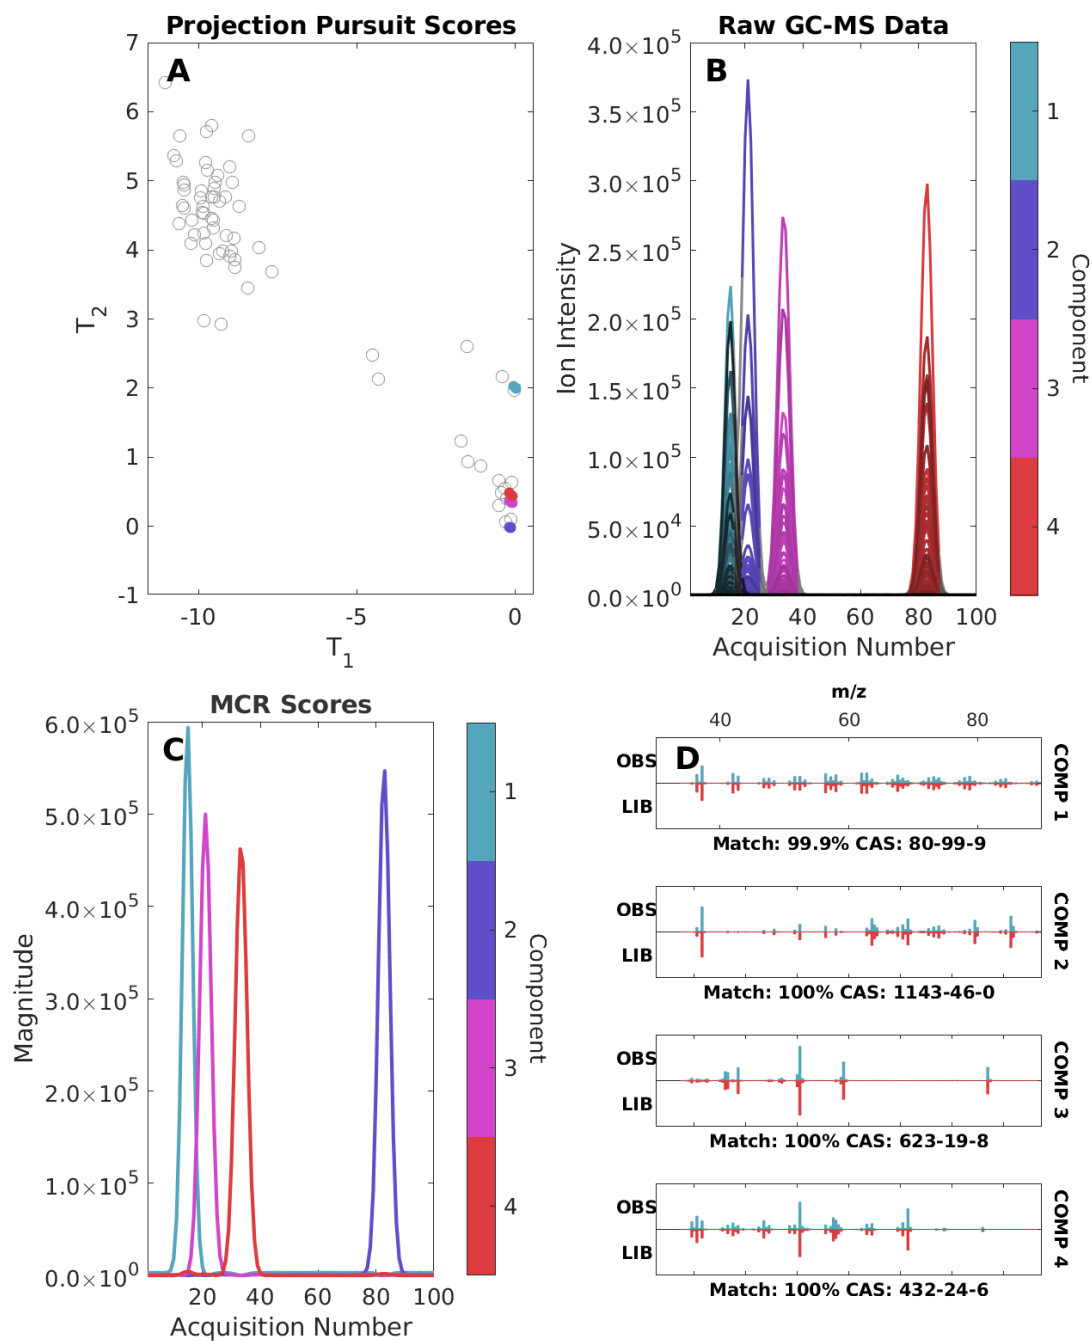 Projection Pursuit Scores
A
7
6
5
4
3
2
1
0
-1
-10
-5
0
T2
T1
Raw GC-MS Data
B
4.0×10^5
3.5×10^5
3.0×10^5
2.5×10^5
2.0×10^5
1.5×10^5
1.0×10^5
5.0×10^4
0.0×10^0
20
40
60
80
100
Ion Intensity
Acquisition Number
1
2
3
4
Component
MCR Scores
C
6.0×10^5
5.0×10^5
4.0×10^5
3.0×10^5
2.0×10^5
1.0×10^5
0.0×10^0
20
40
60
80
100
Magnitude
Acquisition Number
1
2
3
4
Component
m/z
40
60
80
D
OBS
LIB
COMP 1
Match: 99.9% CAS: 80-99-9
OBS
LIB
COMP 2
Match: 100% CAS: 1143-46-0
OBS
LIB
COMP 3
Match: 100% CAS: 623-19-8
OBS
LIB
COMP 4
Match: 100% CAS: 432-24-6